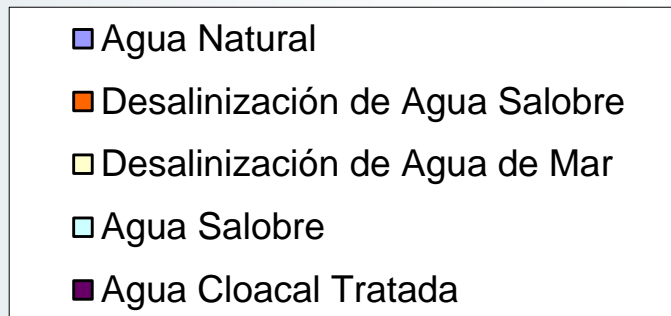 Agua Natural
Desalinización de Agua Salobre
Desalinización de Agua de Mar
Agua Salobre
Agua Cloacal Tratada